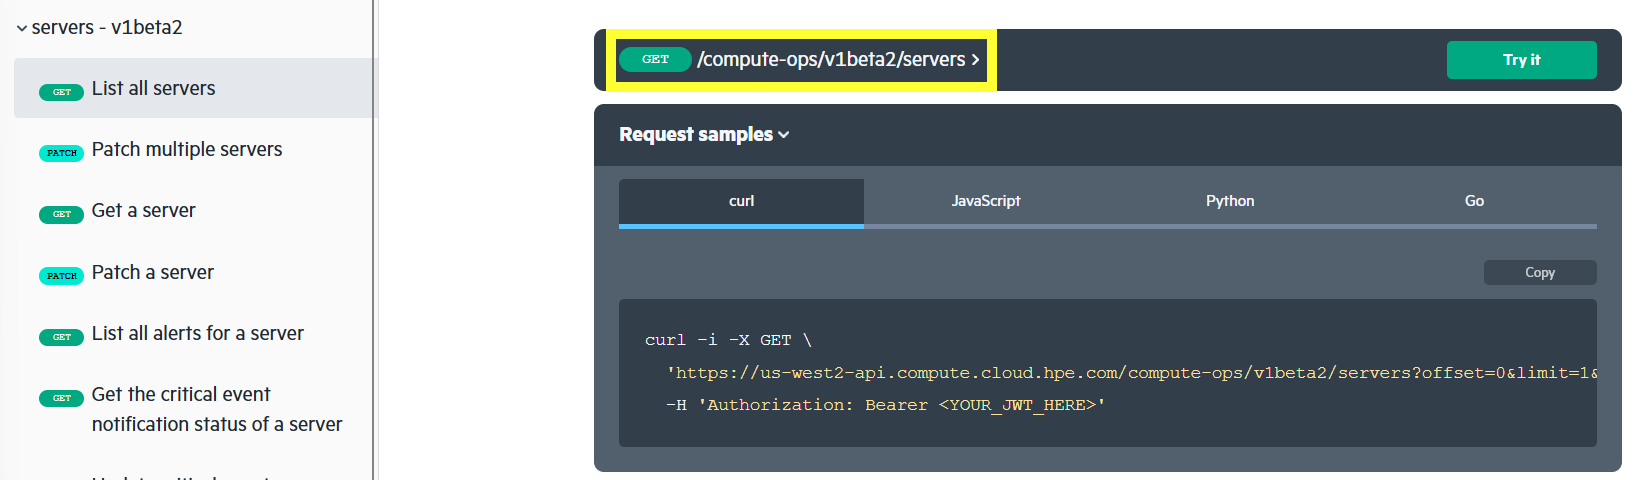 servers - v1beta2
GET List all servers
PATCH Patch multiple servers
GET Get a server
PATCH Patch a server
GET List all alerts for a server
GET Get the critical event
notification status of a server
GET /compute-ops/v1beta2/servers
Try it
Request samples
curl JavaScript Python Go
Copy
curl -i -X GET \
'https://us-west2-api.compute.cloud.hpe.com/compute-ops/v1beta2/servers?offset=0&limit=1&
-H 'Authorization: Bearer <YOUR_JWT_HERE>'